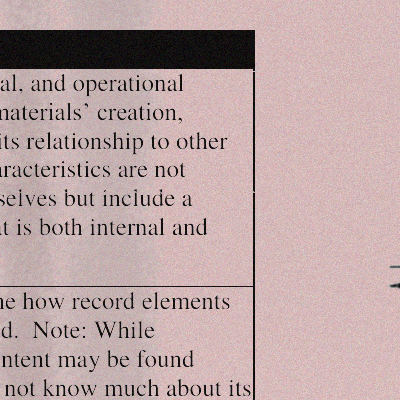 al, and operational
materials’ creation,
its relationship to other
aracteristics are not
selves but include a
t is both internal and
ne how record elements
d.  Note: While
ntent may be found
not know much about its